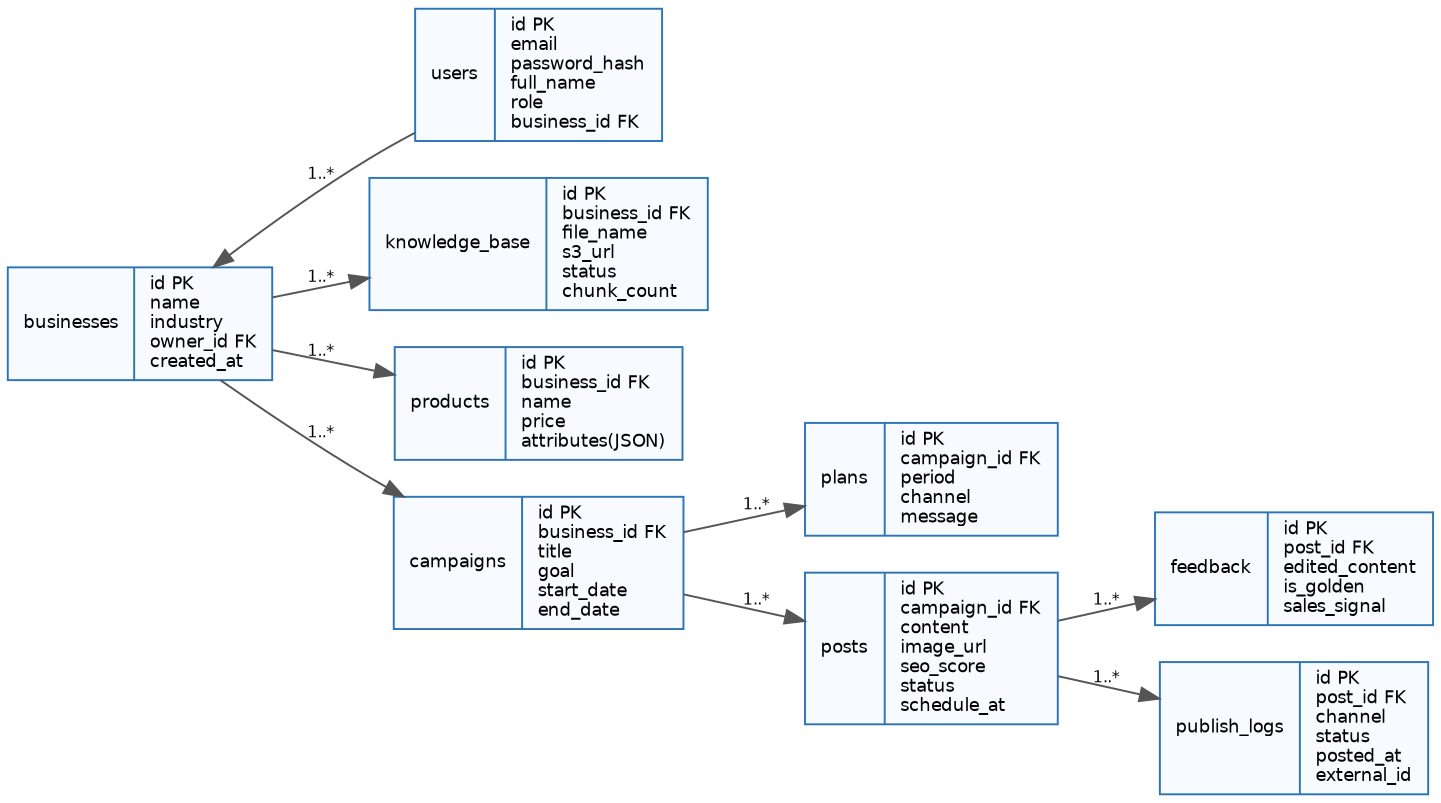 users
id PK
email
password_hash
full_name
role
business_id FK
1..*
knowledge_base
id PK
business_id FK
file_name
s3_url
status
chunk_count
businesses
id PK
name
industry
owner_id FK
created_at
1..*
1..*
1..*
products
id PK
business_id FK
name
price
attributes(JSON)
campaigns
id PK
business_id FK
title
goal
start_date
end_date
1..*
1..*
plans
id PK
campaign_id FK
period
channel
message
posts
id PK
campaign_id FK
content
image_url
seo_score
status
schedule_at
1..*
1..*
feedback
id PK
post_id FK
edited_content
is_golden
sales_signal
publish_logs
id PK
post_id FK
channel
status
posted_at
external_id